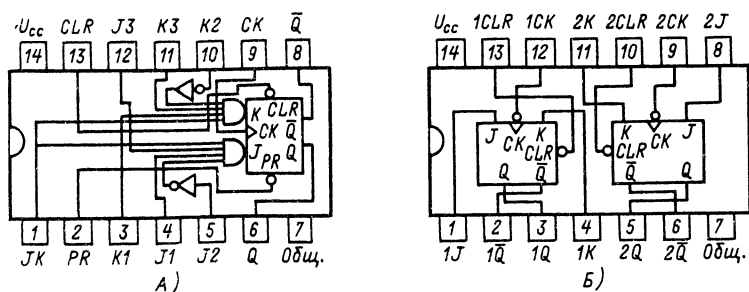 Ucc CLR J3 K3 K2 CK Q̅
14 13 12 11 10 9 8
CLR
K
CK Q̅
J Q
PR
1 2 3 4 5 6 7
JK PR K1 J1 J2 Q Общ.
А)
Ucc 1CLR 1CK 2K 2CLR 2CK 2J
14 13 12 11 10 9 8
J K
CK
CLR
Q Q̅
K J
CK
CLR
Q̅ Q
1 2 3 4 5 6 7
1J 1Q̅ 1Q 1K 2Q 2Q̅ Общ.
Б)